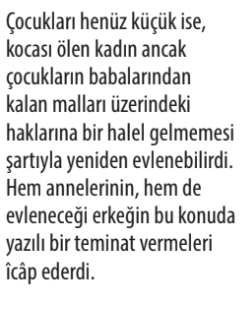 Çocukları henüz küçük ise,
kocası ölen kadın ancak
çocukların babalarından
kalan malları üzerindeki
haklarına bir halel gelmemesi
şartıyla yeniden evlenebilirdi.
Hem annelerinin, hem de
evleneceği erkeğin bu konuda
yazılı bir teminat vermeleri
îcâp ederdi.